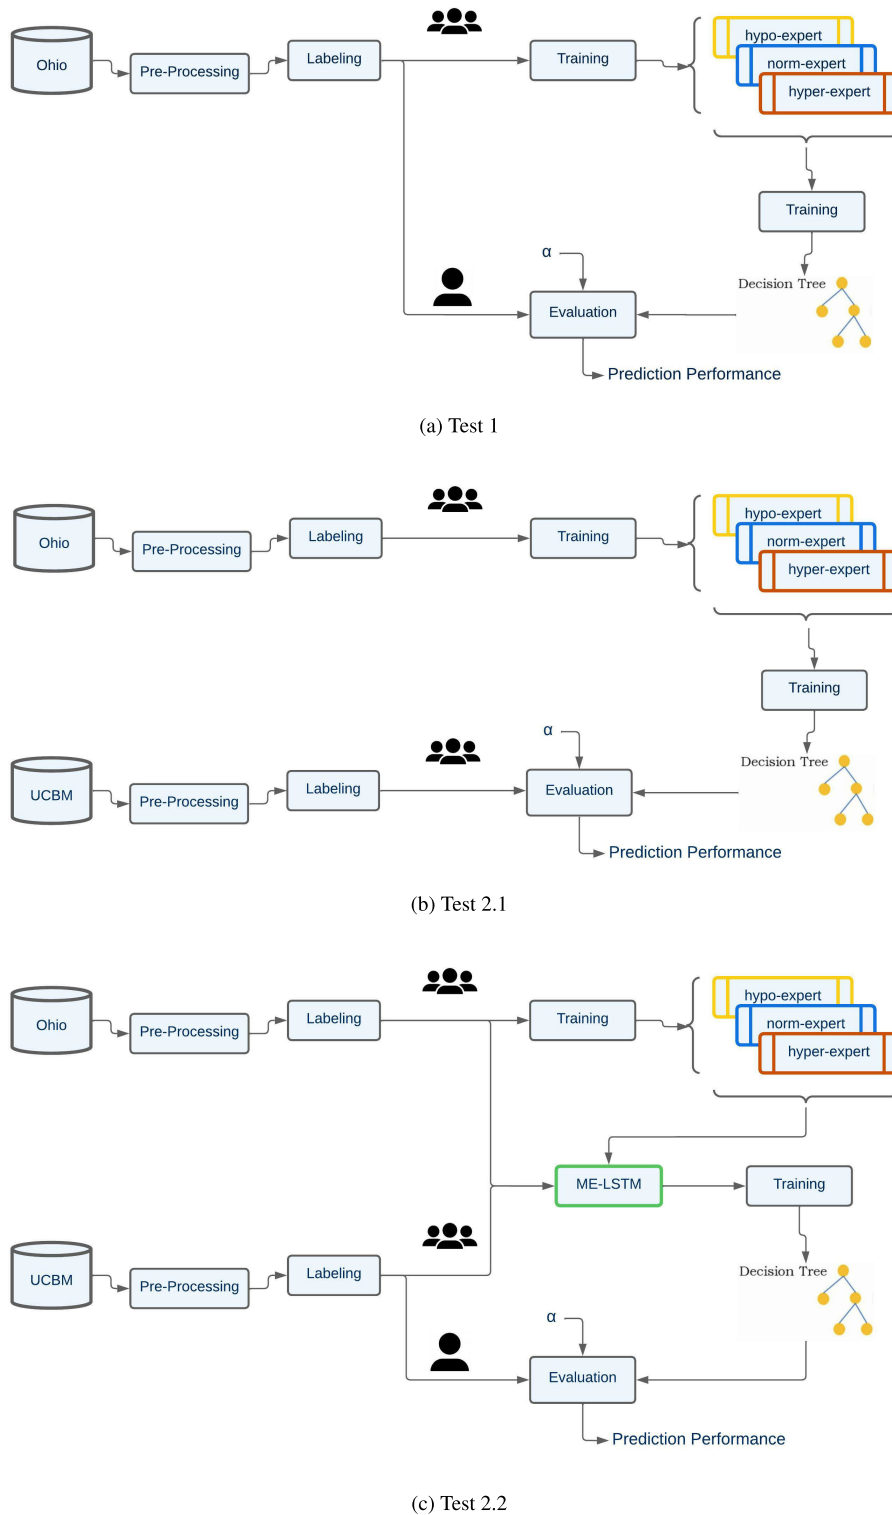 Ohio
Pre-Processing
Labeling
Training
hypo-expert
norm-expert
hyper-expert
Training
α
Decision Tree
Evaluation
Prediction Performance
(a) Test 1
Ohio
Pre-Processing
Labeling
Training
hypo-expert
norm-expert
hyper-expert
Training
α
Decision Tree
UCBM
Pre-Processing
Labeling
Evaluation
Prediction Performance
(b) Test 2.1
Ohio
Pre-Processing
Labeling
Training
hypo-expert
norm-expert
hyper-expert
ME-LSTM
Training
UCBM
Pre-Processing
Labeling
Decision Tree
α
Evaluation
Prediction Performance
(c) Test 2.2